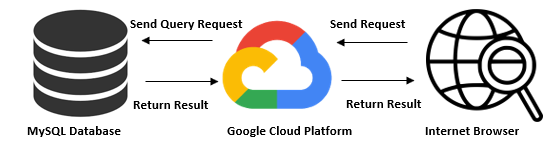 Send Query Request
Send Request
Return Result
Return Result
MySQL Database
Google Cloud Platform
Internet Browser